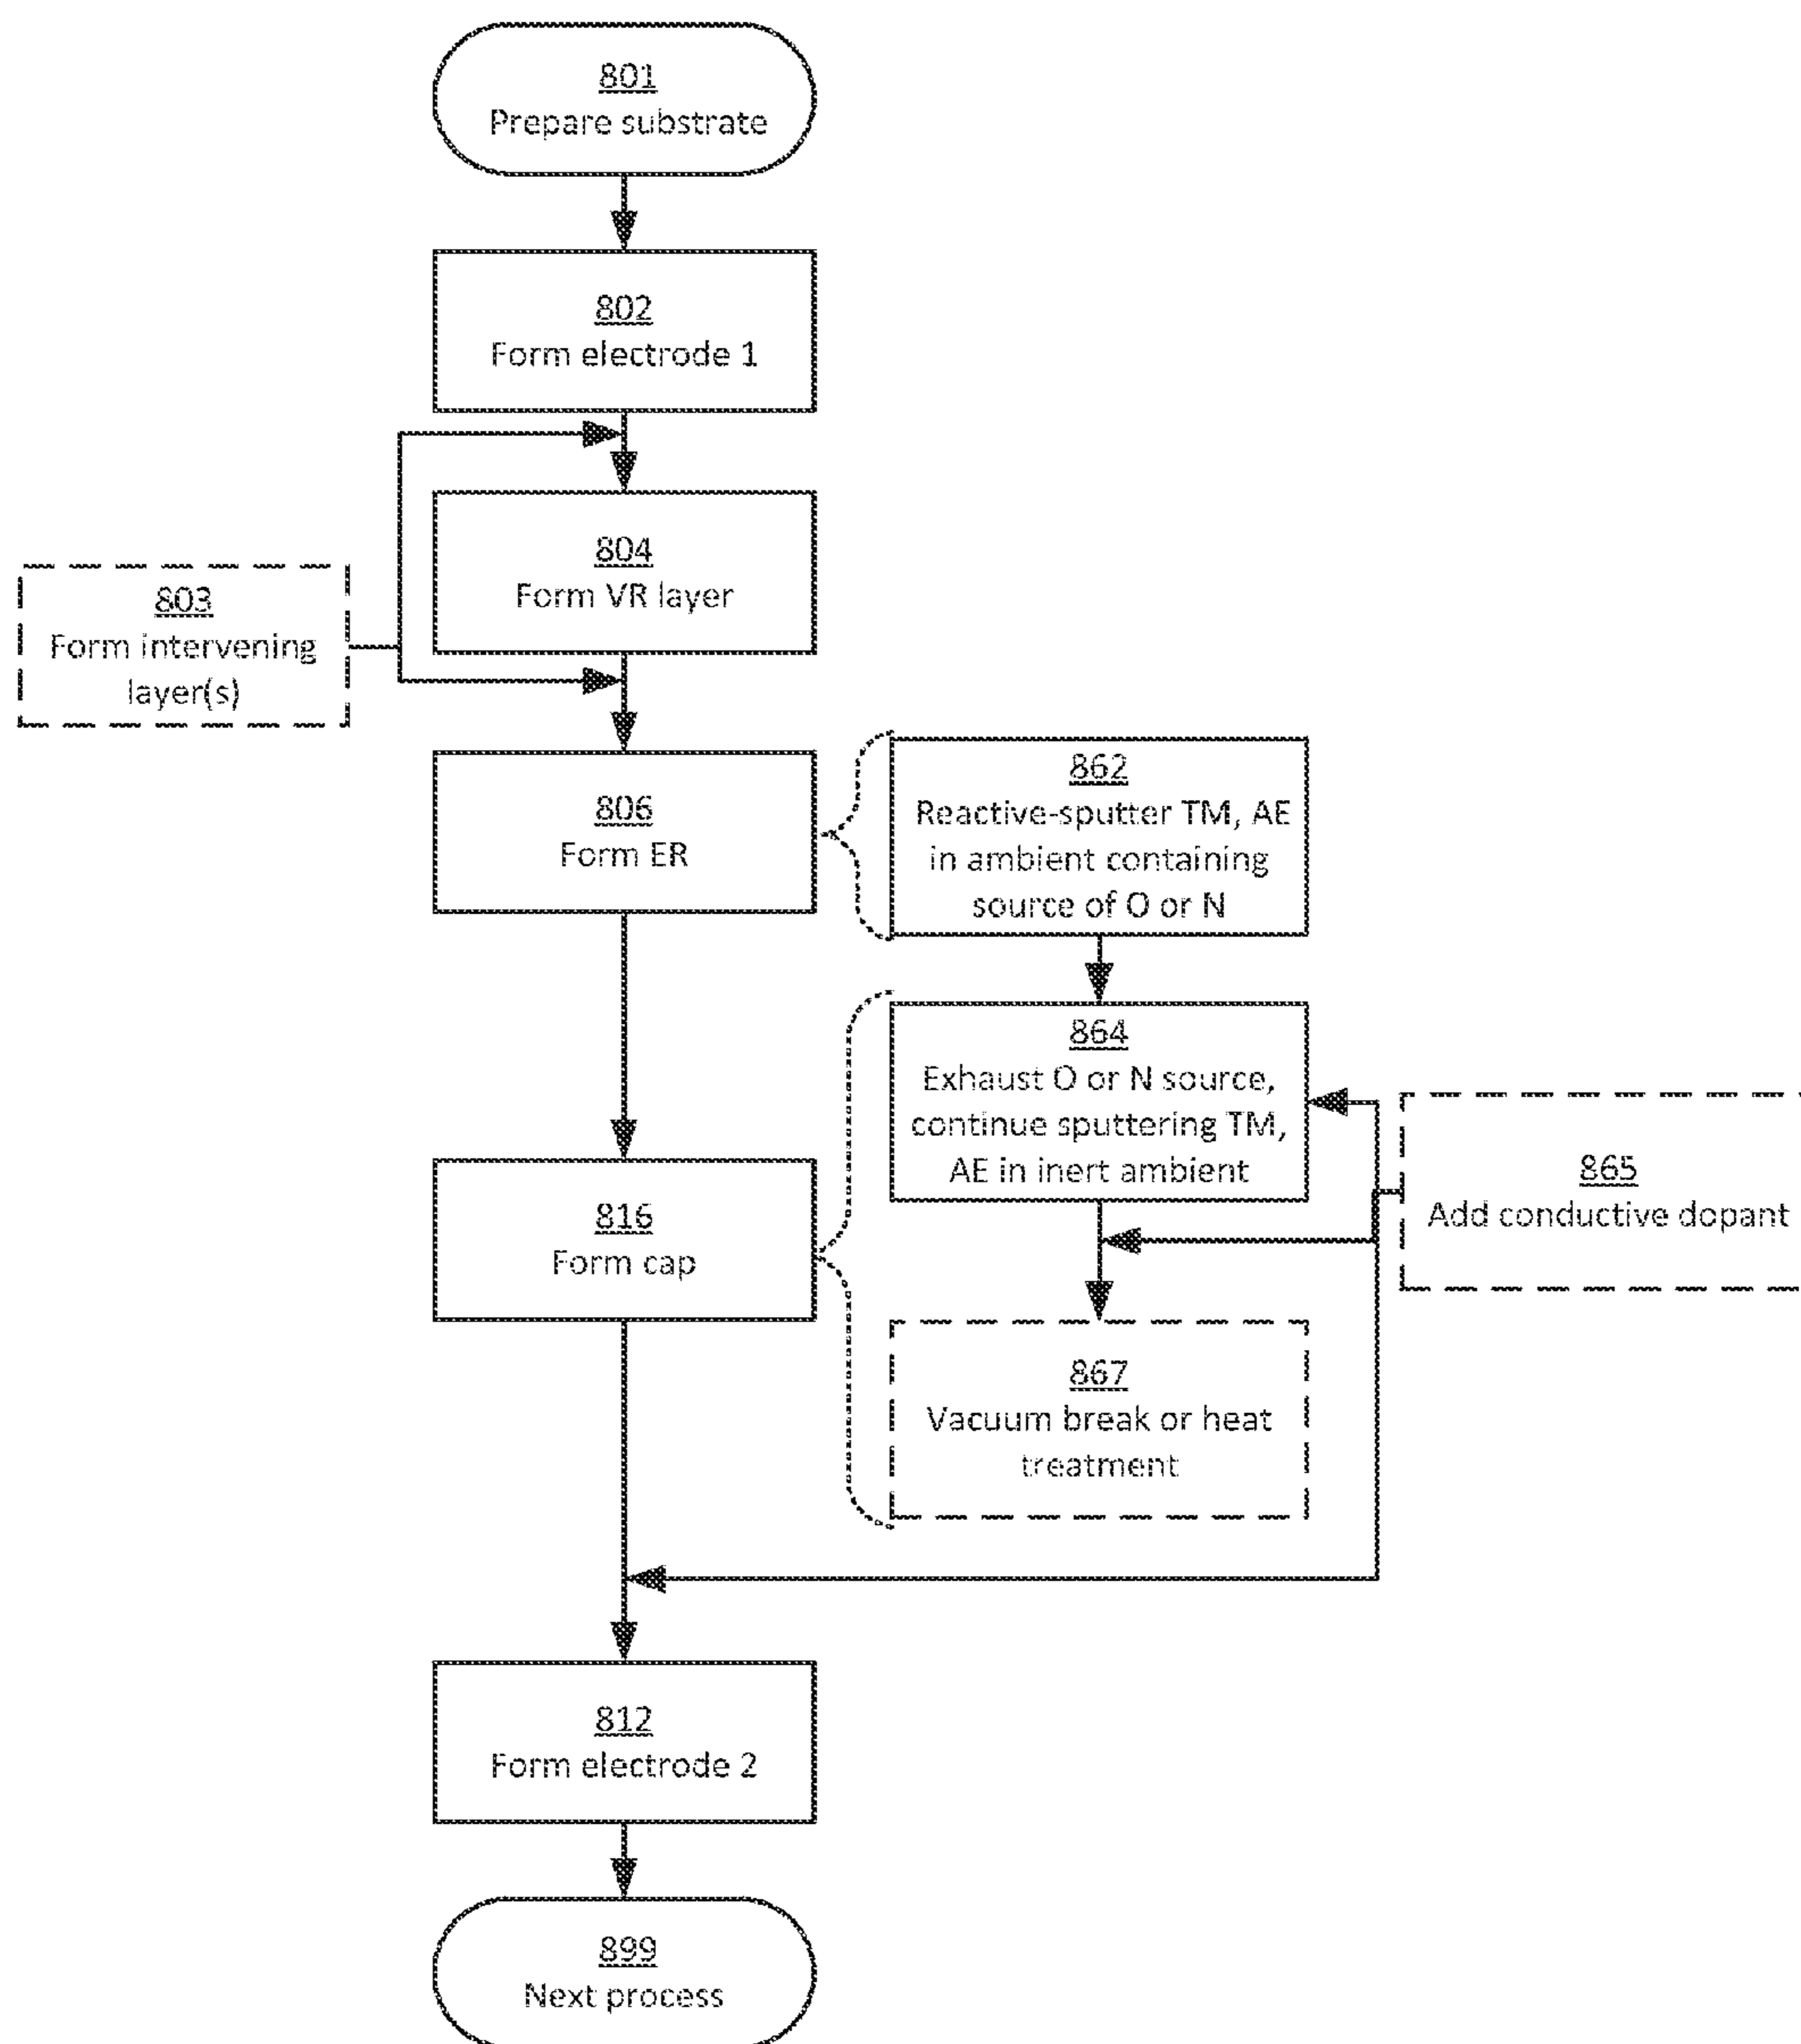 801
Prepare substrate
802
Form electrode 1
804
Form VR layer
803
Form intervening
layer(s)
806
Form ER
862
Reactive-sputter TM, AE
in ambient containing
source of O or N
864
Exhaust O or N source,
continue sputtering TM,
AE in inert ambient
865
Add conductive dopant
816
Form cap
867
Vacuum break or heat
treatment
812
Form electrode 2
899
Next process